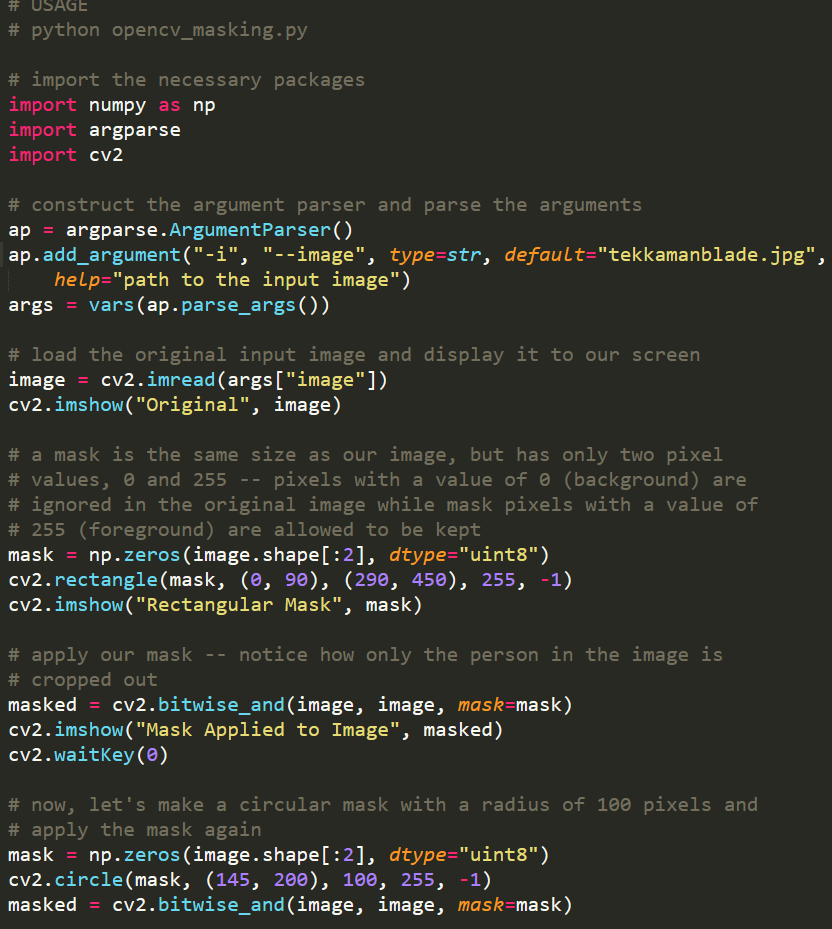 # USAGE
# python opencv_masking.py

# import the necessary packages
import numpy as np
import argparse
import cv2

# construct the argument parser and parse the arguments
ap = argparse.ArgumentParser()
ap.add_argument("-i", "--image", type=str, default="tekkamanblade.jpg",
    help="path to the input image")
args = vars(ap.parse_args())

# load the original input image and display it to our screen
image = cv2.imread(args["image"])
cv2.imshow("Original", image)

# a mask is the same size as our image, but has only two pixel
# values, 0 and 255 -- pixels with a value of 0 (background) are
# ignored in the original image while mask pixels with a value of
# 255 (foreground) are allowed to be kept
mask = np.zeros(image.shape[:2], dtype="uint8")
cv2.rectangle(mask, (0, 90), (290, 450), 255, -1)
cv2.imshow("Rectangular Mask", mask)

# apply our mask -- notice how only the person in the image is
# cropped out
masked = cv2.bitwise_and(image, image, mask=mask)
cv2.imshow("Mask Applied to Image", masked)
cv2.waitKey(0)

# now, let's make a circular mask with a radius of 100 pixels and
# apply the mask again
mask = np.zeros(image.shape[:2], dtype="uint8")
cv2.circle(mask, (145, 200), 100, 255, -1)
masked = cv2.bitwise_and(image, image, mask=mask)